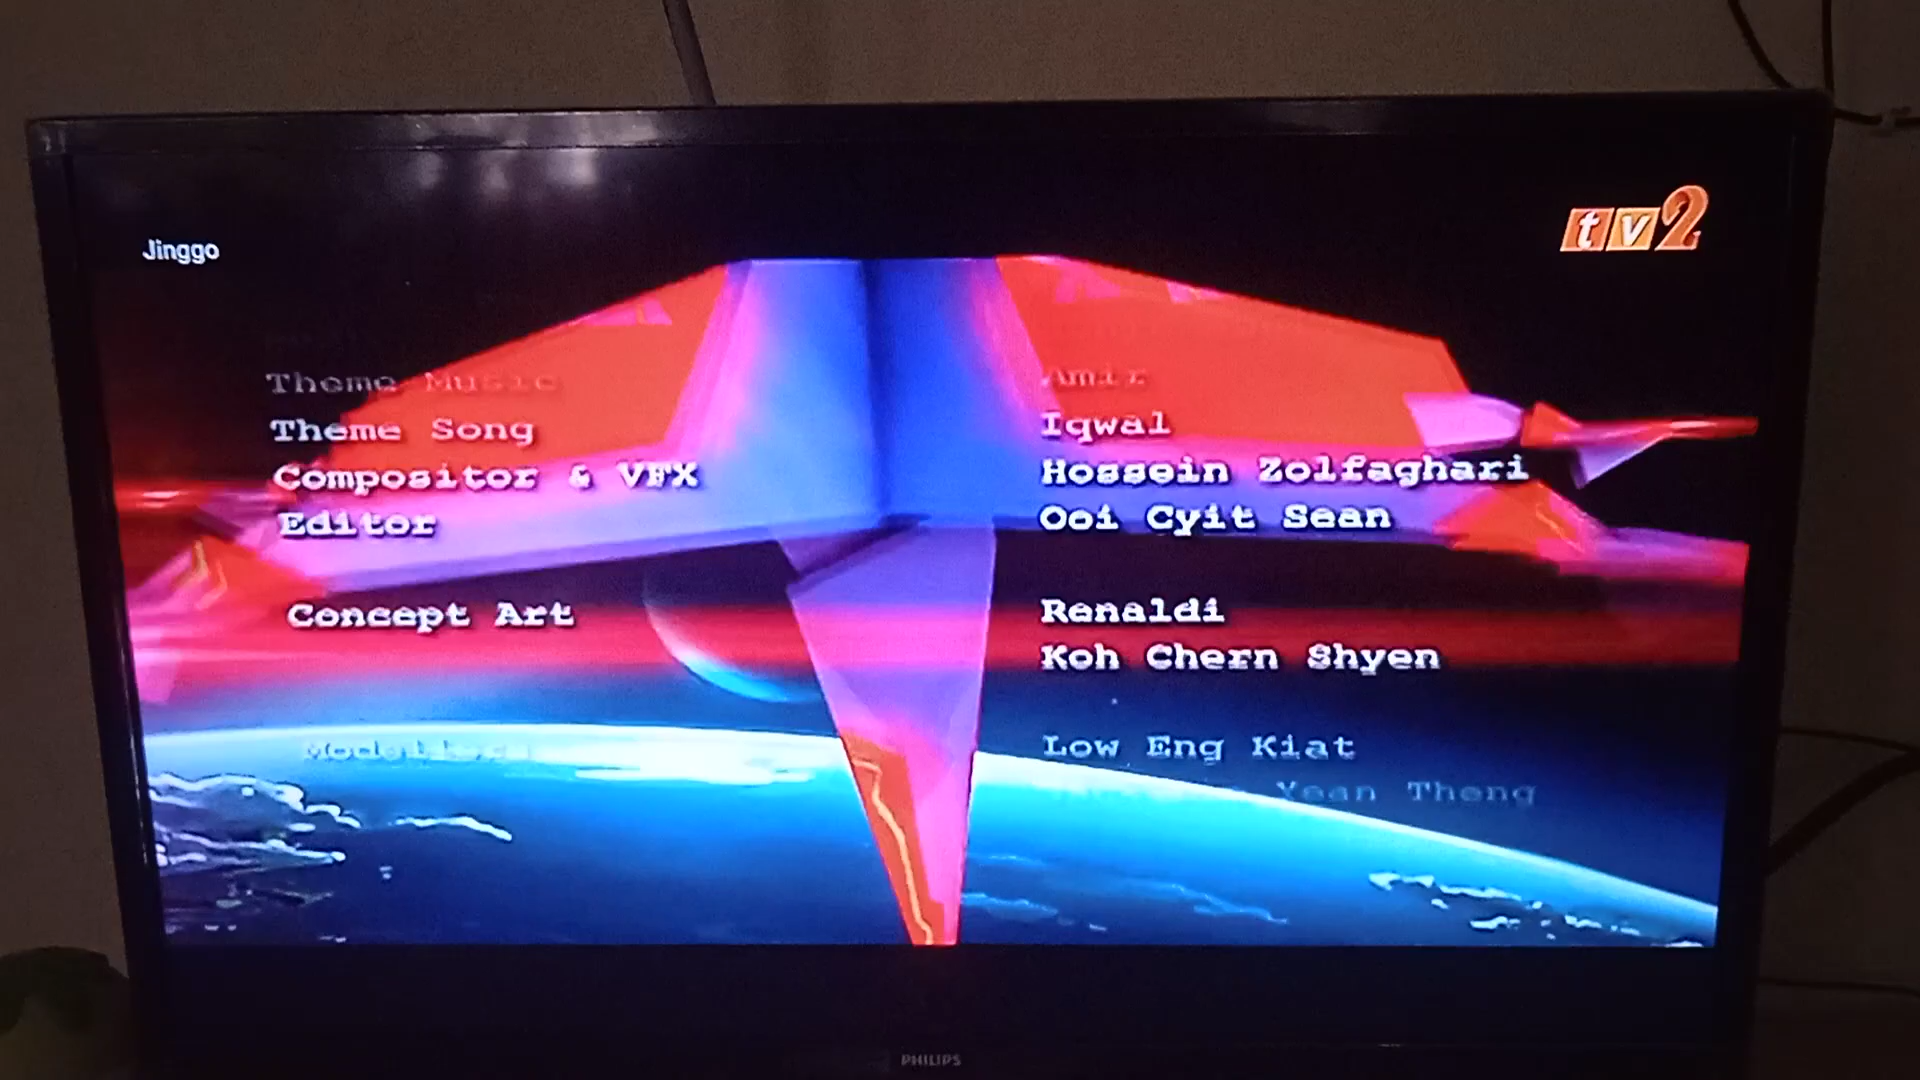 Jinggo
tv2
Theme Music Amir
Theme Song Iqwal
Compositor & VFX Hossein Zolfaghari
Editor Ooi Cyit Sean
Concept Art Renaldi
Koh Chern Shyen
Low Eng Kiat
Yean Theng
PHILIPS